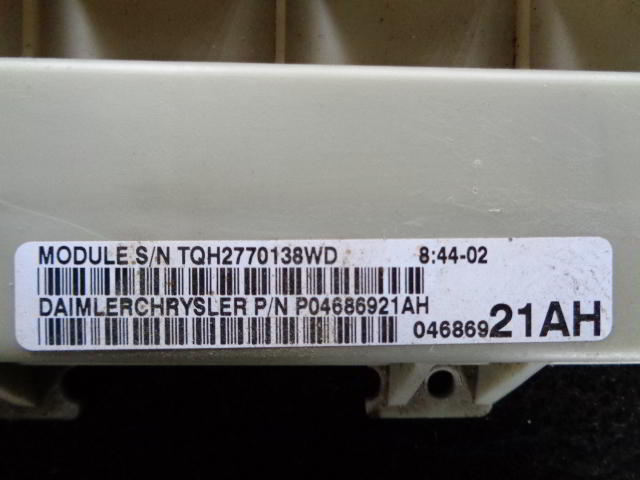 MODULE S/N TQH2770138WD 8:44-02
DAIMLERCHRYSLER P/N P04686921AH
04686921AH